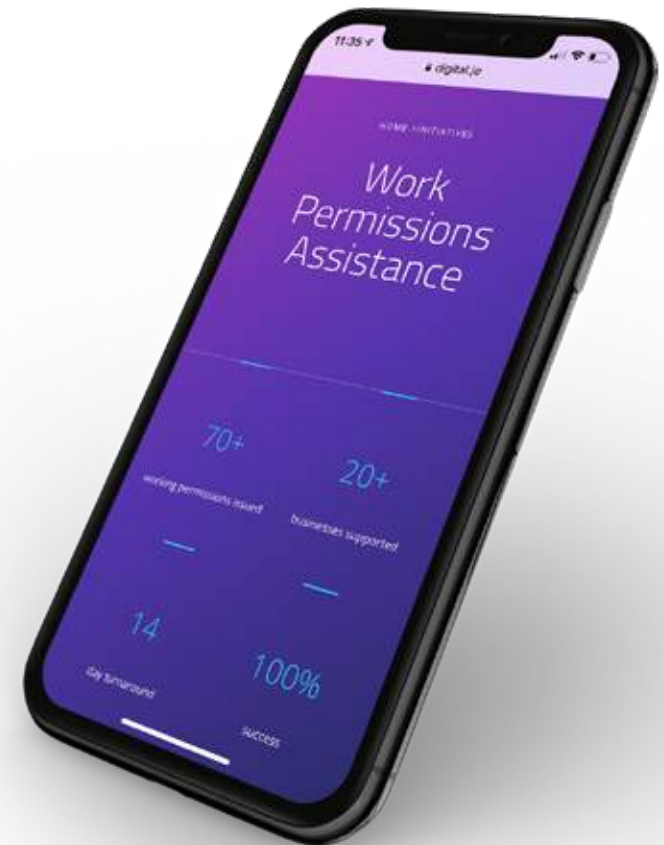 11:35
digital.je
HOME > INITIATIVES
Work
Permissions
Assistance
70+
working permissions issued
20+
businesses supported
14
day turnaround
100%
success